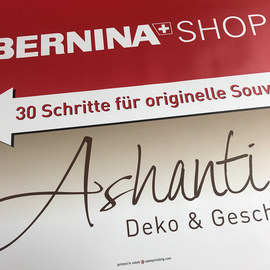 BERNINA+ SHOP
30 Schritte für originelle Souv
Ashanti
Deko & Gesch